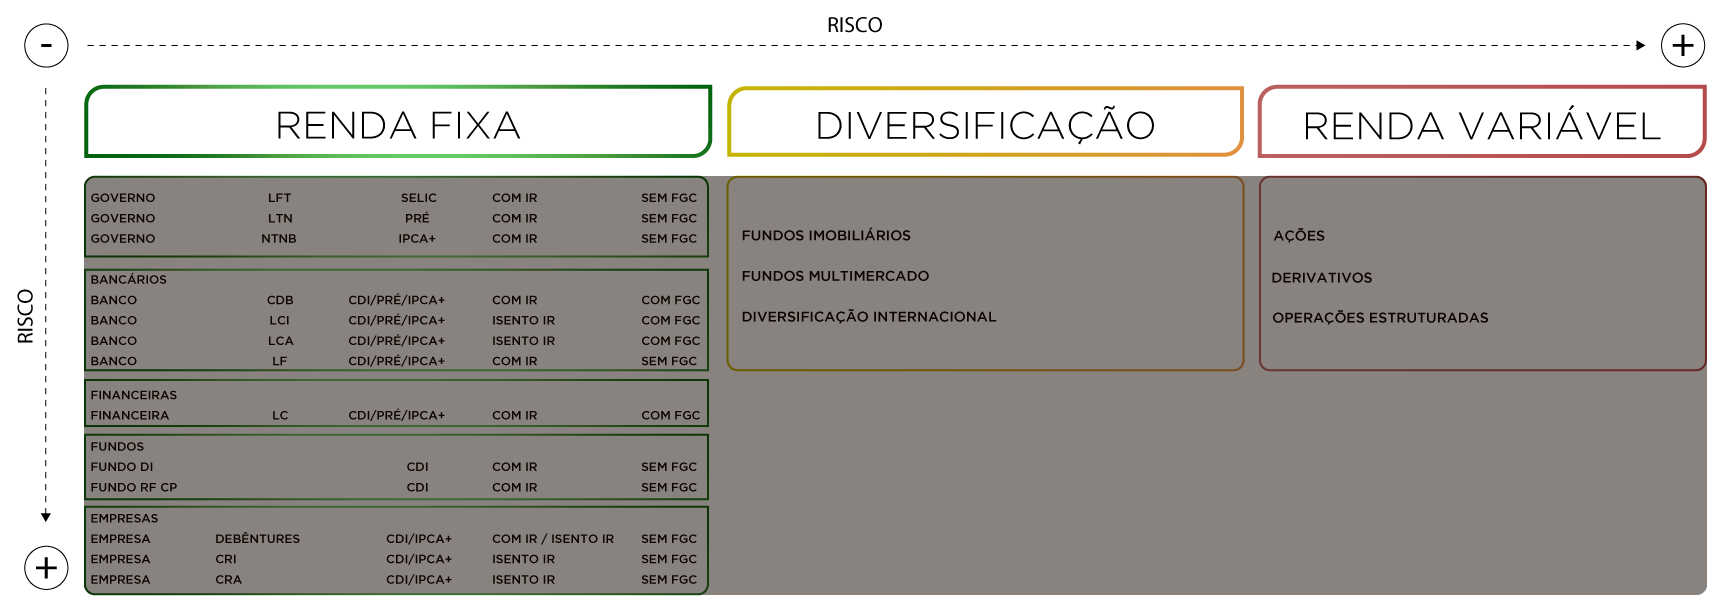 RISCO
- +
RISCO
+
RENDA FIXA
GOVERNO LFT SELIC COM IR SEM FGC
GOVERNO LTN PRÉ COM IR SEM FGC
GOVERNO NTNB IPCA+ COM IR SEM FGC
BANCÁRIOS
BANCO CDB CDI/PRÉ/IPCA+ COM IR COM FGC
BANCO LCI CDI/PRÉ/IPCA+ ISENTO IR COM FGC
BANCO LCA CDI/PRÉ/IPCA+ ISENTO IR COM FGC
BANCO LF CDI/PRÉ/IPCA+ COM IR SEM FGC
FINANCEIRAS
FINANCEIRA LC CDI/PRÉ/IPCA+ COM IR COM FGC
FUNDOS
FUNDO DI CDI COM IR SEM FGC
FUNDO RF CP CDI COM IR SEM FGC
EMPRESAS
EMPRESA DEBÊNTURES CDI/IPCA+ COM IR / ISENTO IR SEM FGC
EMPRESA CRI CDI/IPCA+ ISENTO IR SEM FGC
EMPRESA CRA CDI/IPCA+ ISENTO IR SEM FGC
DIVERSIFICAÇÃO
FUNDOS IMOBILIÁRIOS
FUNDOS MULTIMERCADO
DIVERSIFICAÇÃO INTERNACIONAL
RENDA VARIÁVEL
AÇÕES
DERIVATIVOS
OPERAÇÕES ESTRUTURADAS